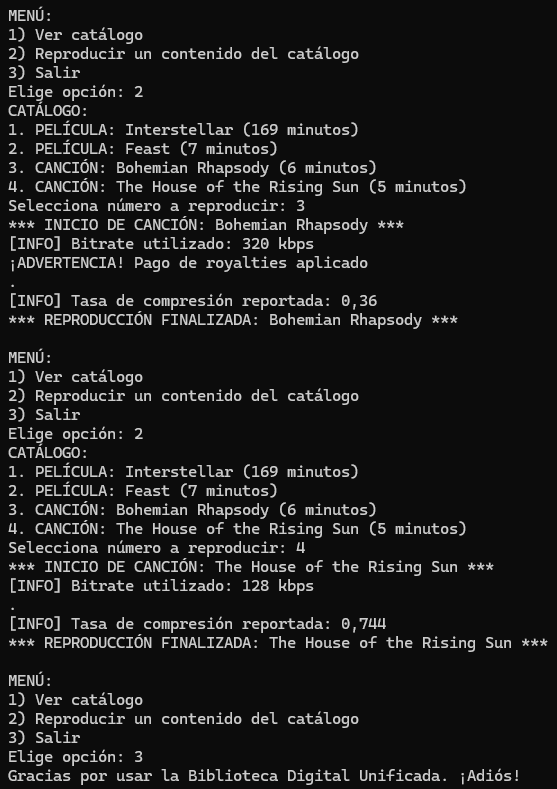 MENÚ:
1) Ver catálogo
2) Reproducir un contenido del catálogo
3) Salir
Elige opción: 2
CATÁLOGO:
1. PELÍCULA: Interstellar (169 minutos)
2. PELÍCULA: Feast (7 minutos)
3. CANCIÓN: Bohemian Rhapsody (6 minutos)
4. CANCIÓN: The House of the Rising Sun (5 minutos)
Selecciona número a reproducir: 3
*** INICIO DE CANCIÓN: Bohemian Rhapsody ***
[INFO] Bitrate utilizado: 320 kbps
¡ADVERTENCIA! Pago de royalties aplicado
.
[INFO] Tasa de compresión reportada: 0,36
*** REPRODUCCIÓN FINALIZADA: Bohemian Rhapsody ***

MENÚ:
1) Ver catálogo
2) Reproducir un contenido del catálogo
3) Salir
Elige opción: 2
CATÁLOGO:
1. PELÍCULA: Interstellar (169 minutos)
2. PELÍCULA: Feast (7 minutos)
3. CANCIÓN: Bohemian Rhapsody (6 minutos)
4. CANCIÓN: The House of the Rising Sun (5 minutos)
Selecciona número a reproducir: 4
*** INICIO DE CANCIÓN: The House of the Rising Sun ***
[INFO] Bitrate utilizado: 128 kbps
.
[INFO] Tasa de compresión reportada: 0,744
*** REPRODUCCIÓN FINALIZADA: The House of the Rising Sun ***

MENÚ:
1) Ver catálogo
2) Reproducir un contenido del catálogo
3) Salir
Elige opción: 3
Gracias por usar la Biblioteca Digital Unificada. ¡Adiós!